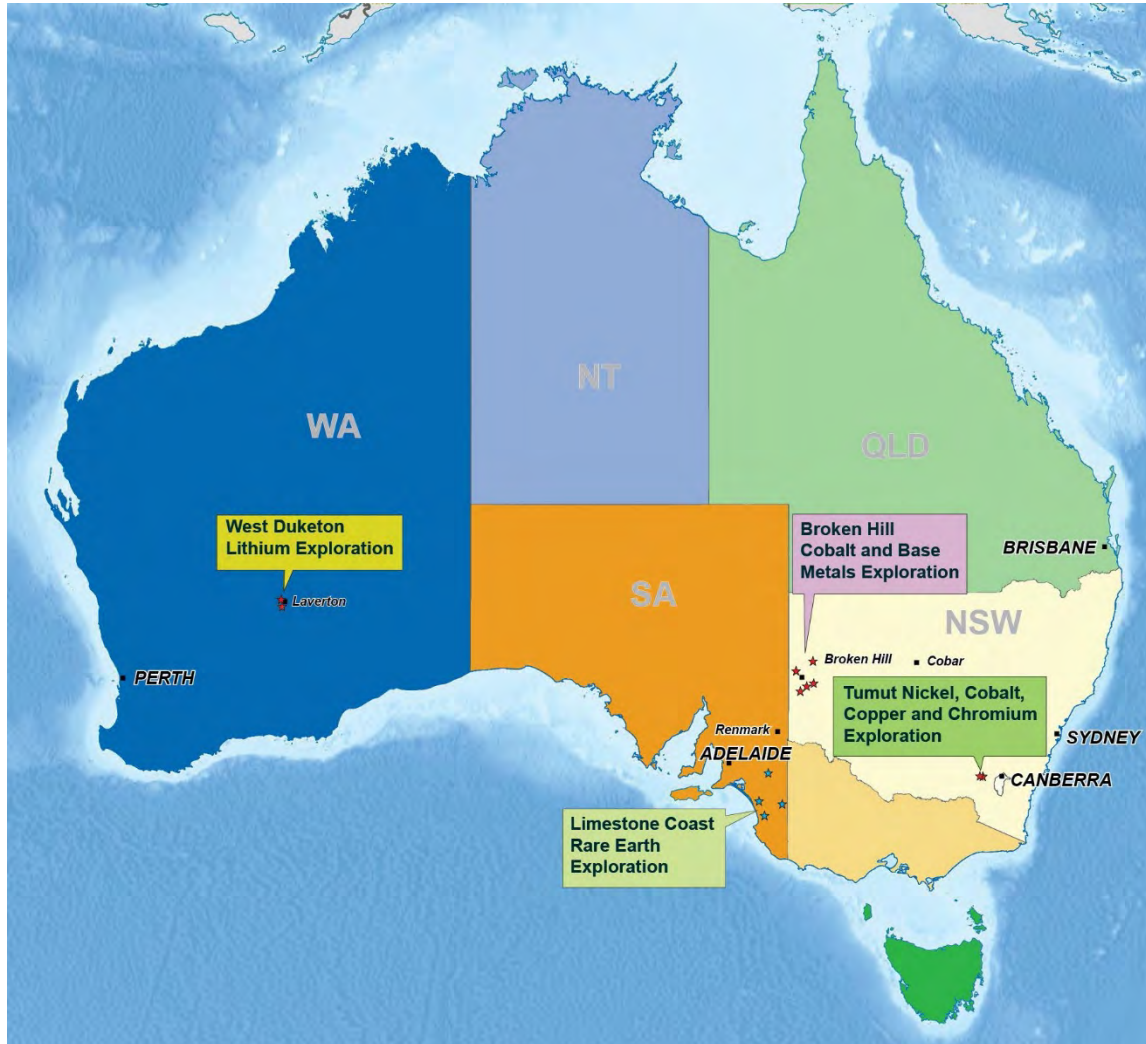 WA
NT
QLD
West Duketon
Lithium Exploration
Broken Hill
Cobalt and Base
Metals Exploration
BRISBANE
Laverton
SA
NSW
Broken Hill
Cobar
PERTH
Tumut Nickel, Cobalt,
Copper and Chromium
Exploration
Renmark
SYDNEY
ADELAIDE
CANBERRA
Limestone Coast
Rare Earth
Exploration